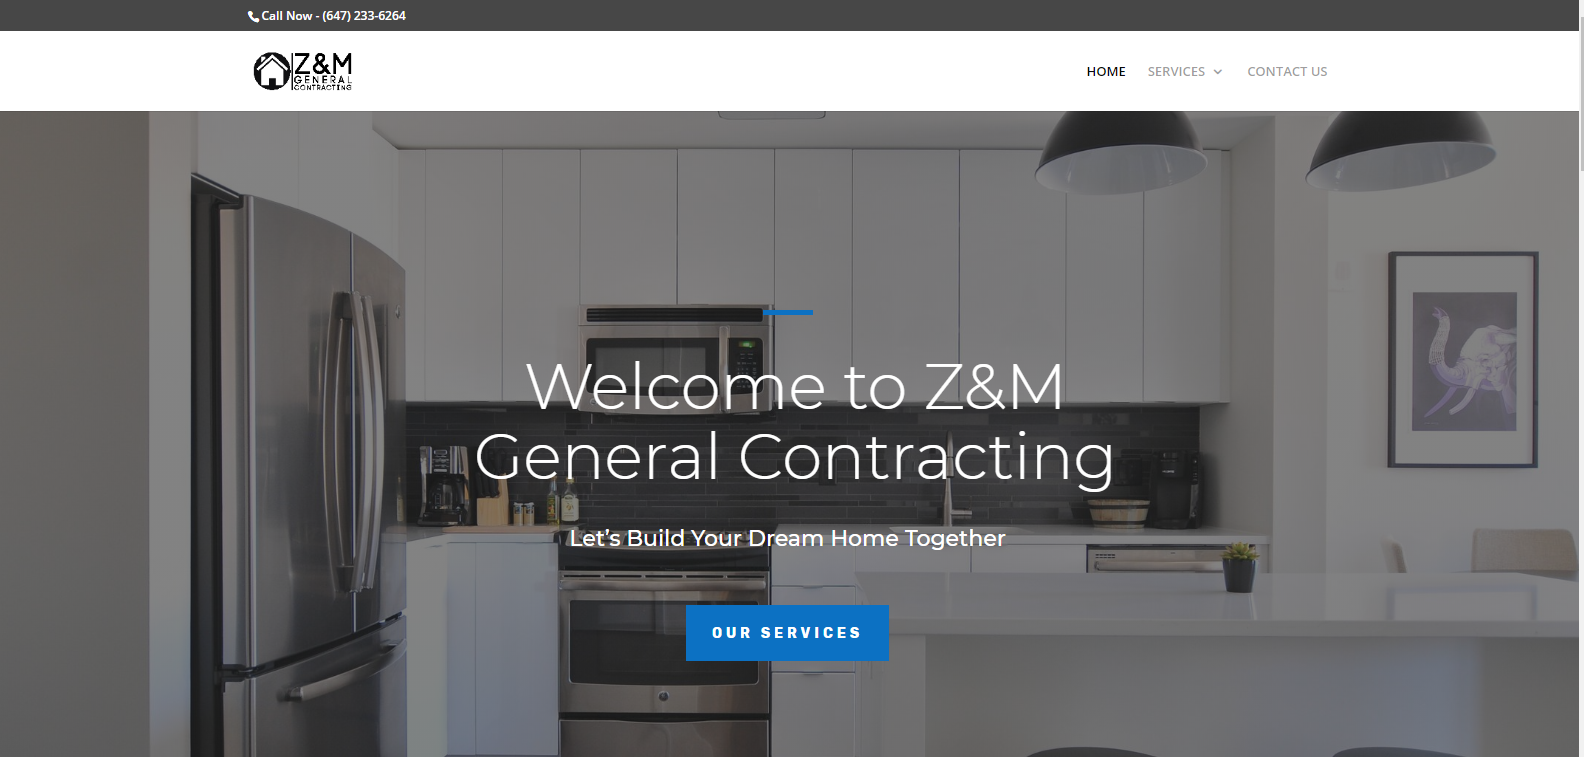 Call Now - (647) 233-6264
Z&M
GENERAL
CONTRACTING
HOME
SERVICES
CONTACT US
Welcome to Z&M
General Contracting
Let's Build Your Dream Home Together
OUR SERVICES